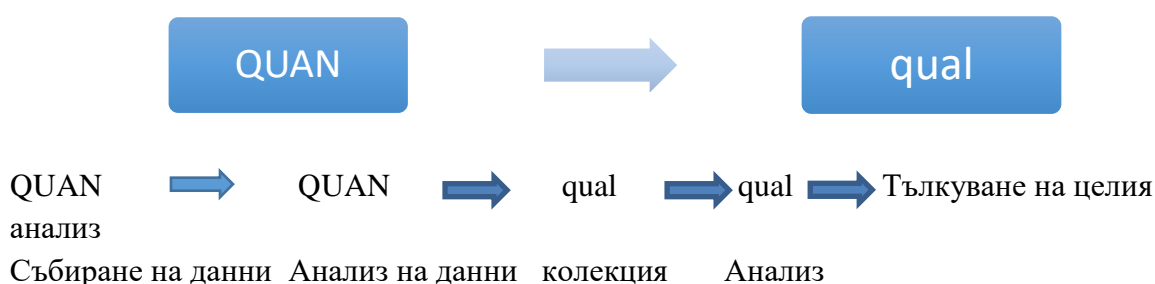 QUAN qual
QUAN QUAN qual qual Тълкуване на целия
анализ
Събиране на данни Анализ на данни колекция Анализ